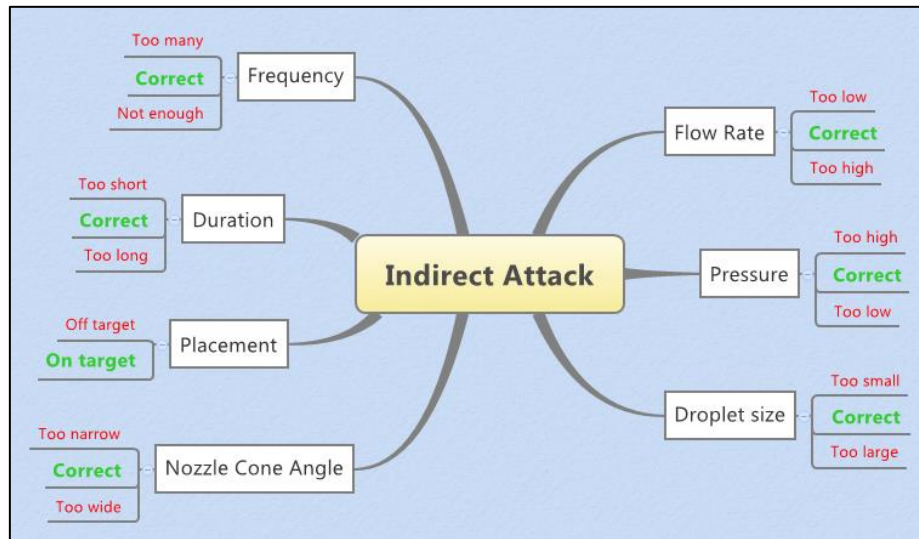 Indirect Attack
Frequency
Too many
Correct
Not enough
Duration
Too short
Correct
Too long
Placement
Off target
On target
Nozzle Cone Angle
Too narrow
Correct
Too wide
Flow Rate
Too low
Correct
Too high
Pressure
Too high
Correct
Too low
Droplet size
Too small
Correct
Too large